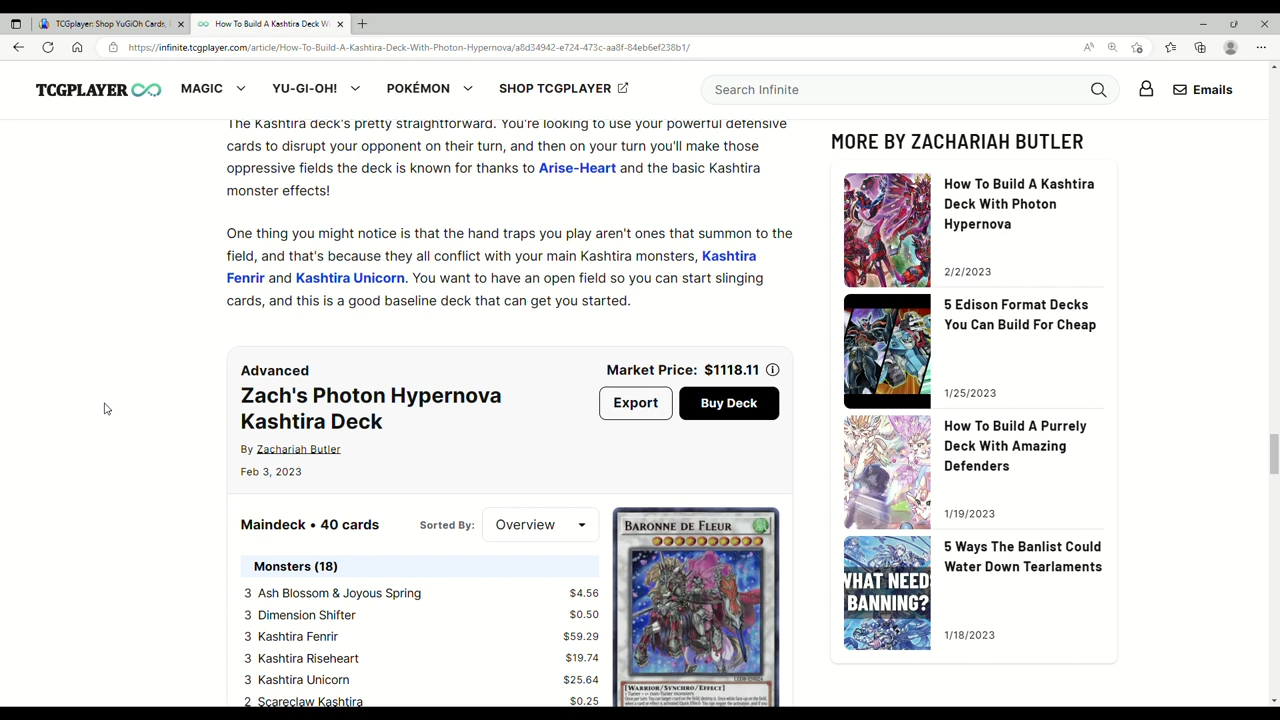 TCGplayer: Shop YuGiOh Cards,
How To Build A Kashtira Deck Wi
https://infinite.tcgplayer.com/article/How-To-Build-A-Kashtira-Deck-With-Photon-Hypernova/a8d34942-e724-473c-aa8f-84eb6ef238b1/
TCGPLAYER MAGIC YU-GI-OH! POKÉMON SHOP TCGPLAYER Search Infinite Emails
The Kashtira deck's pretty straightforward. You're looking to use your powerful defensive
cards to disrupt your opponent on their turn, and then on your turn you'll make those
oppressive fields the deck is known for thanks to Arise-Heart and the basic Kashtira
monster effects!
One thing you might notice is that the hand traps you play aren't ones that summon to the
field, and that's because they all conflict with your main Kashtira monsters, Kashtira
Fenrir and Kashtira Unicorn. You want to have an open field so you can start slinging
cards, and this is a good baseline deck that can get you started.
Advanced
Market Price: $1118.11
Zach's Photon Hypernova
Kashtira Deck
Export Buy Deck
By Zachariah Butler
Feb 3, 2023
Maindeck • 40 cards Sorted By: Overview
Monsters (18)
3 Ash Blossom & Joyous Spring $4.56
3 Dimension Shifter $0.50
3 Kashtira Fenrir $59.29
3 Kashtira Riseheart $19.74
3 Kashtira Unicorn $25.64
2 Scareclaw Kashtira $0.25
BARONNE DE FLEUR
[WARRIOR/SYNCHRO/EFFECT]
MORE BY ZACHARIAH BUTLER
How To Build A Kashtira
Deck With Photon
Hypernova
2/2/2023
5 Edison Format Decks
You Can Build For Cheap
1/25/2023
How To Build A Purrely
Deck With Amazing
Defenders
1/19/2023
5 Ways The Banlist Could
Water Down Tearlaments
WHAT NEEDS
BANNING?
1/18/2023